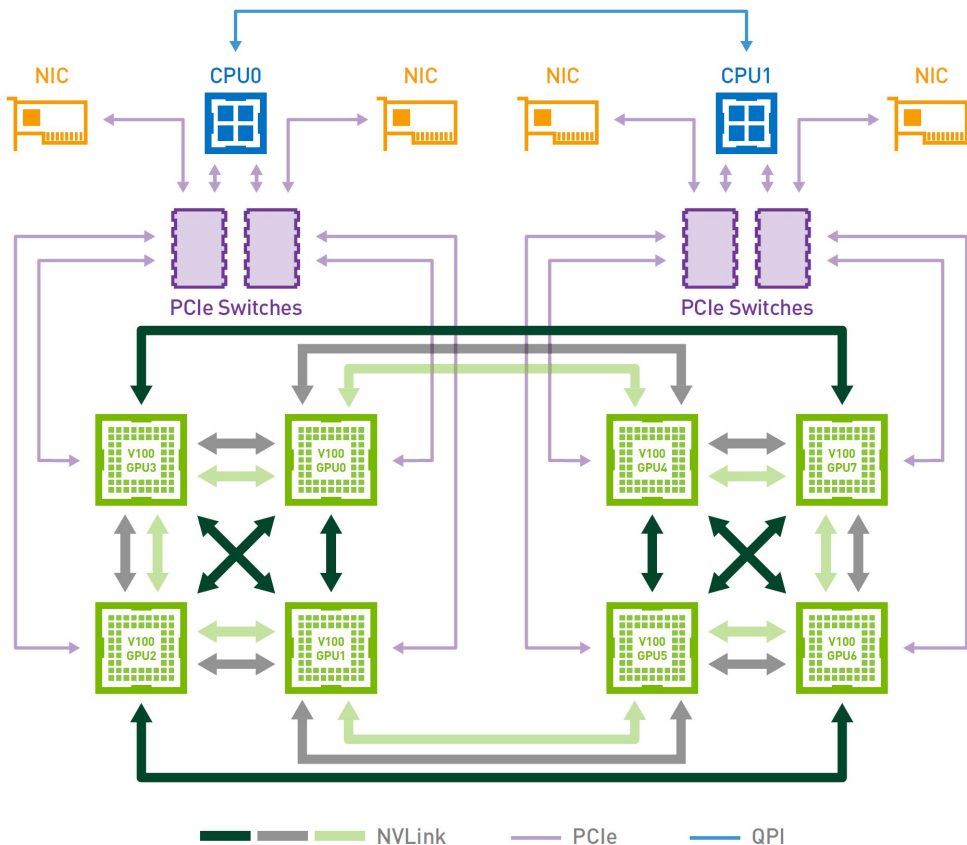 NIC
CPU0
NIC
NIC
CPU1
NIC
PCIe Switches
PCIe Switches
V100
GPU3
V100
GPU0
V100
GPU4
V100
GPU7
V100
GPU2
V100
GPU1
V100
GPU5
V100
GPU6
NVLink
PCIe
QPI